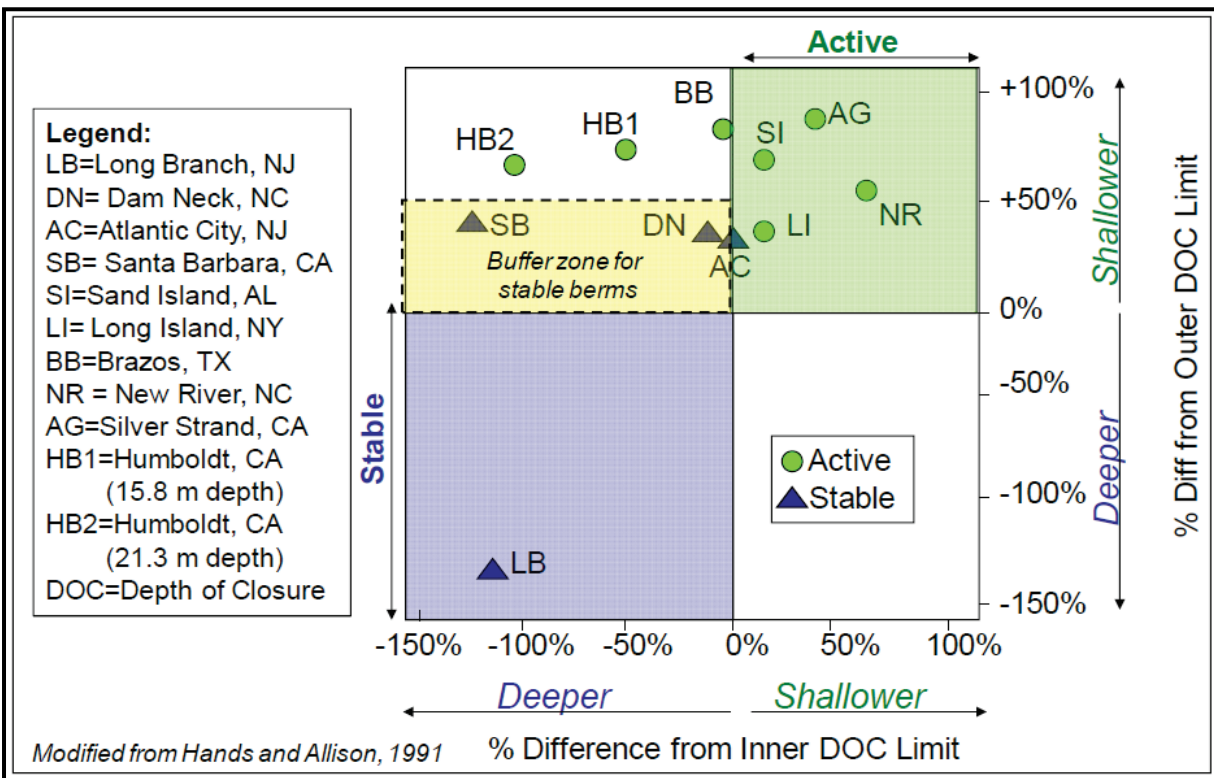 Active
Legend:
LB=Long Branch, NJ
DN= Dam Neck, NC
AC=Atlantic City, NJ
SB= Santa Barbara, CA
SI=Sand Island, AL
LI= Long Island, NY
BB=Brazos, TX
NR = New River, NC
AG=Silver Strand, CA
HB1=Humboldt, CA
(15.8 m depth)
HB2=Humboldt, CA
(21.3 m depth)
DOC=Depth of Closure
BB
HB1
HB2
SI
AG
NR
LI
SB
DN
AC
Buffer zone for
stable berms
LB
Stable
Active
Stable
+100%
+50%
0%
-50%
-100%
-150%
Shallower
Deeper
% Diff from Outer DOC Limit
-150%
-100%
-50%
0%
50%
100%
Deeper
Shallower
Modified from Hands and Allison, 1991
% Difference from Inner DOC Limit